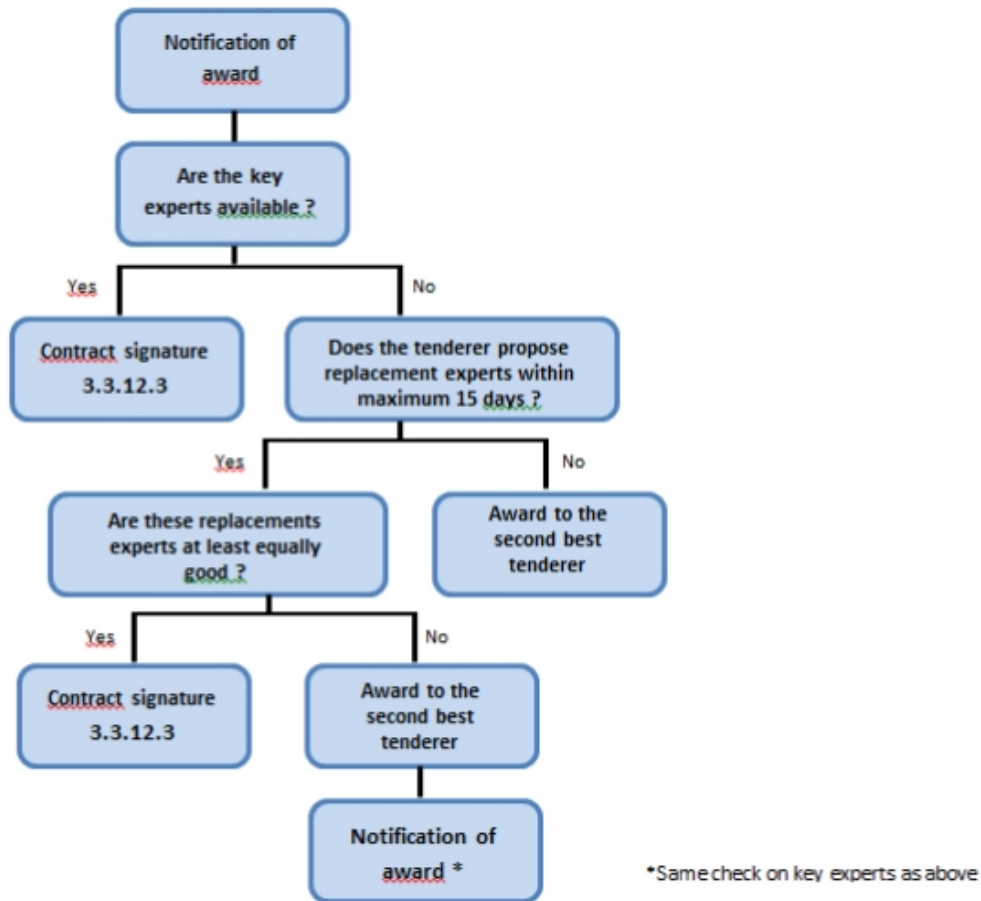 Notification of
award
Are the key
experts available ?
Yes
No
Contract signature
3.3.12.3
Does the tenderer propose
replacement experts within
maximum 15 days ?
Yes
No
Are these replacements
experts at least equally
good ?
Award to the
second best
tenderer
Yes
No
Contract signature
3.3.12.3
Award to the
second best
tenderer
Notification of
award *
*Same check on key experts as above